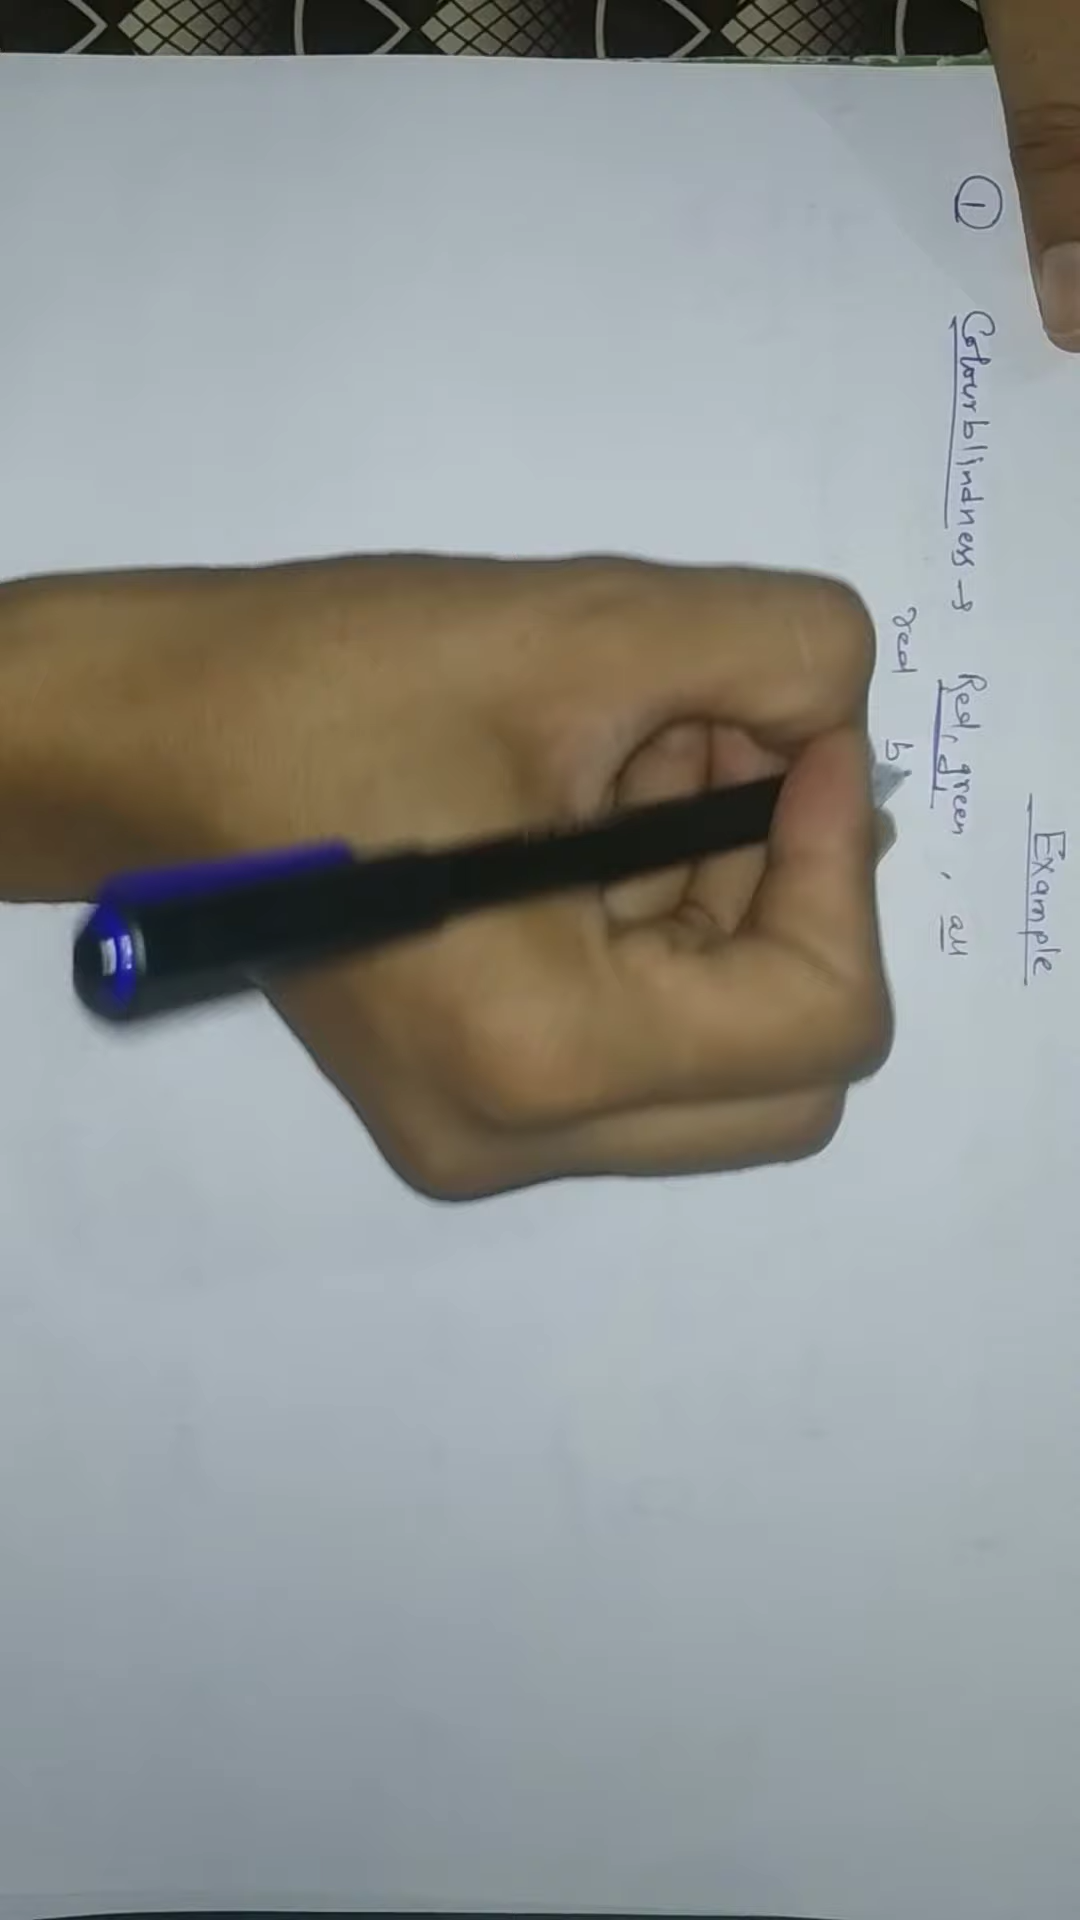 Example
① Colourblindness → Red, green, all
red b